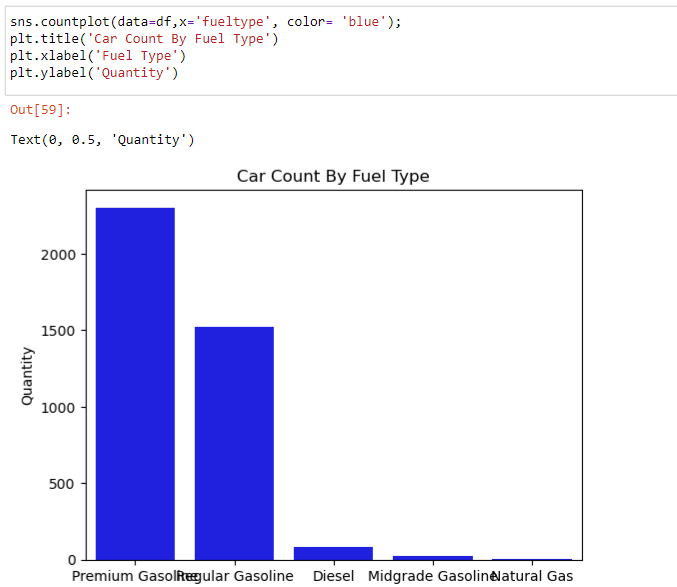 sns.countplot(data=df,x='fueltype', color= 'blue');
plt.title('Car Count By Fuel Type')
plt.xlabel('Fuel Type')
plt.ylabel('Quantity')
Out[59]:
Text(0, 0.5, 'Quantity')
Car Count By Fuel Type
2000
1500
1000
500
0
Quantity
Premium Gasoline Regular Gasoline Diesel Midgrade Gasoline Natural Gas